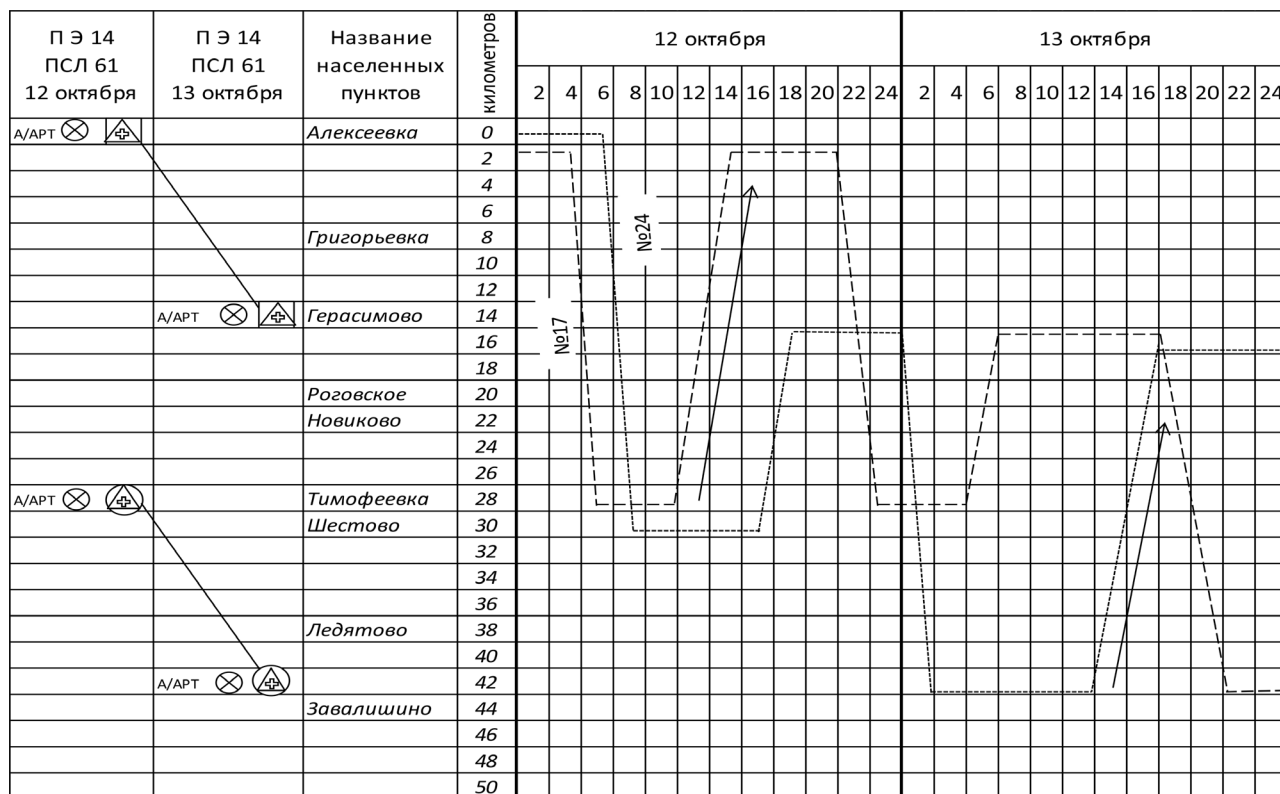 П Э 14
ПСЛ 61
12 октября
П Э 14
ПСЛ 61
13 октября
Название
населенных
пунктов
километров
12 октября
13 октября
2 4 6 8 10 12 14 16 18 20 22 24
2 4 6 8 10 12 14 16 18 20 22 24
А/АРТ Алексеевка 0
2
4
6
Григорьевка 8
10
12
А/АРТ Герасимово 14
16
18
Роговское 20
Новиково 22
24
26
А/АРТ Тимофеевка 28
Шестово 30
32
34
36
Ледятово 38
40
А/АРТ 42
Завалишино 44
46
48
50
№17
№24